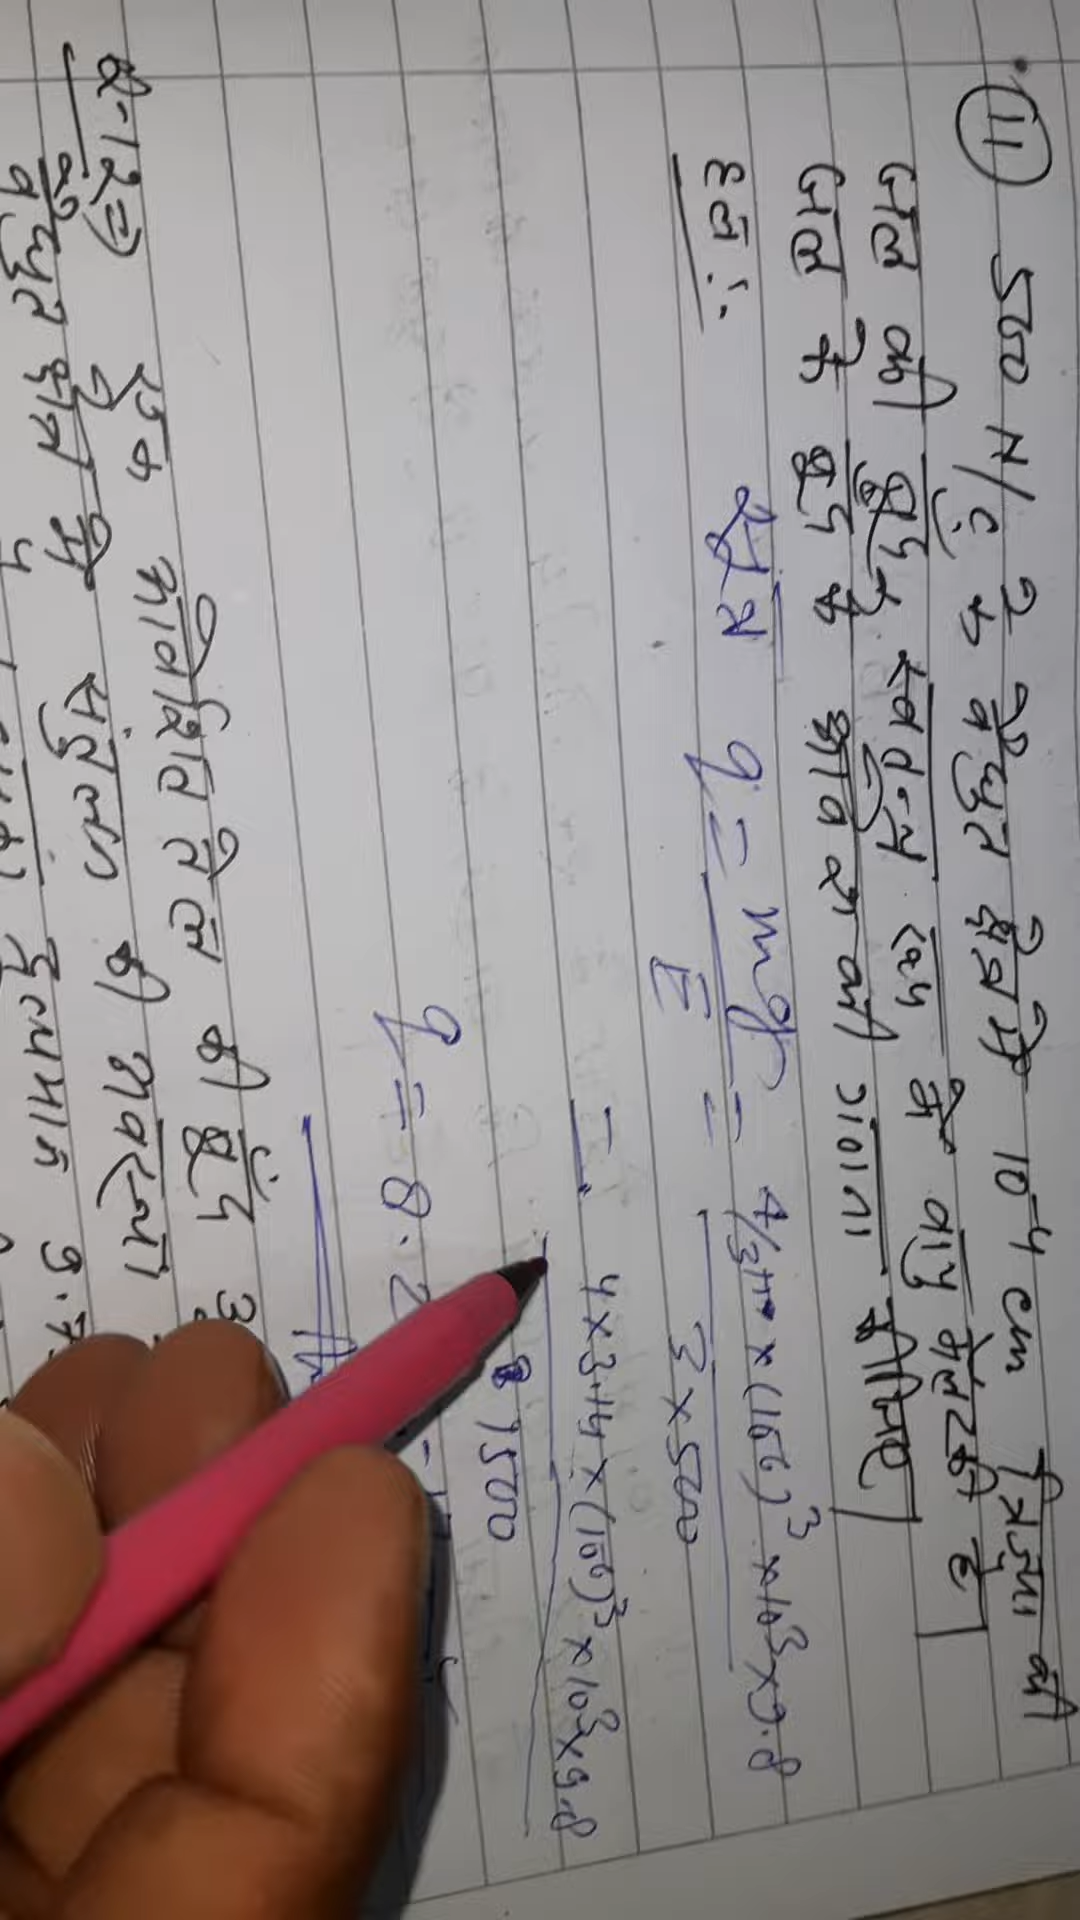 11 500 N/C के वैद्युत क्षेत्र में 10⁻⁴ cm त्रिज्या की
जल की बूँद स्वतन्त्र रूप से वायु में लटकी है।
जल के बूँद के आवेश की गणना कीजिए।
हल :-
सूत्र q = mg/E = 4/3π × (10⁻⁶)³ × 10³ × 9.8
3 × 500
= 4 × 3.14 × (10⁻⁶)³ × 10³ × 9.8
1500
q = 8.2
प्र-12⇒ एक आवेशित तेल की बूंद
वैद्युत क्षेत्र में संतुलन की अवस्था